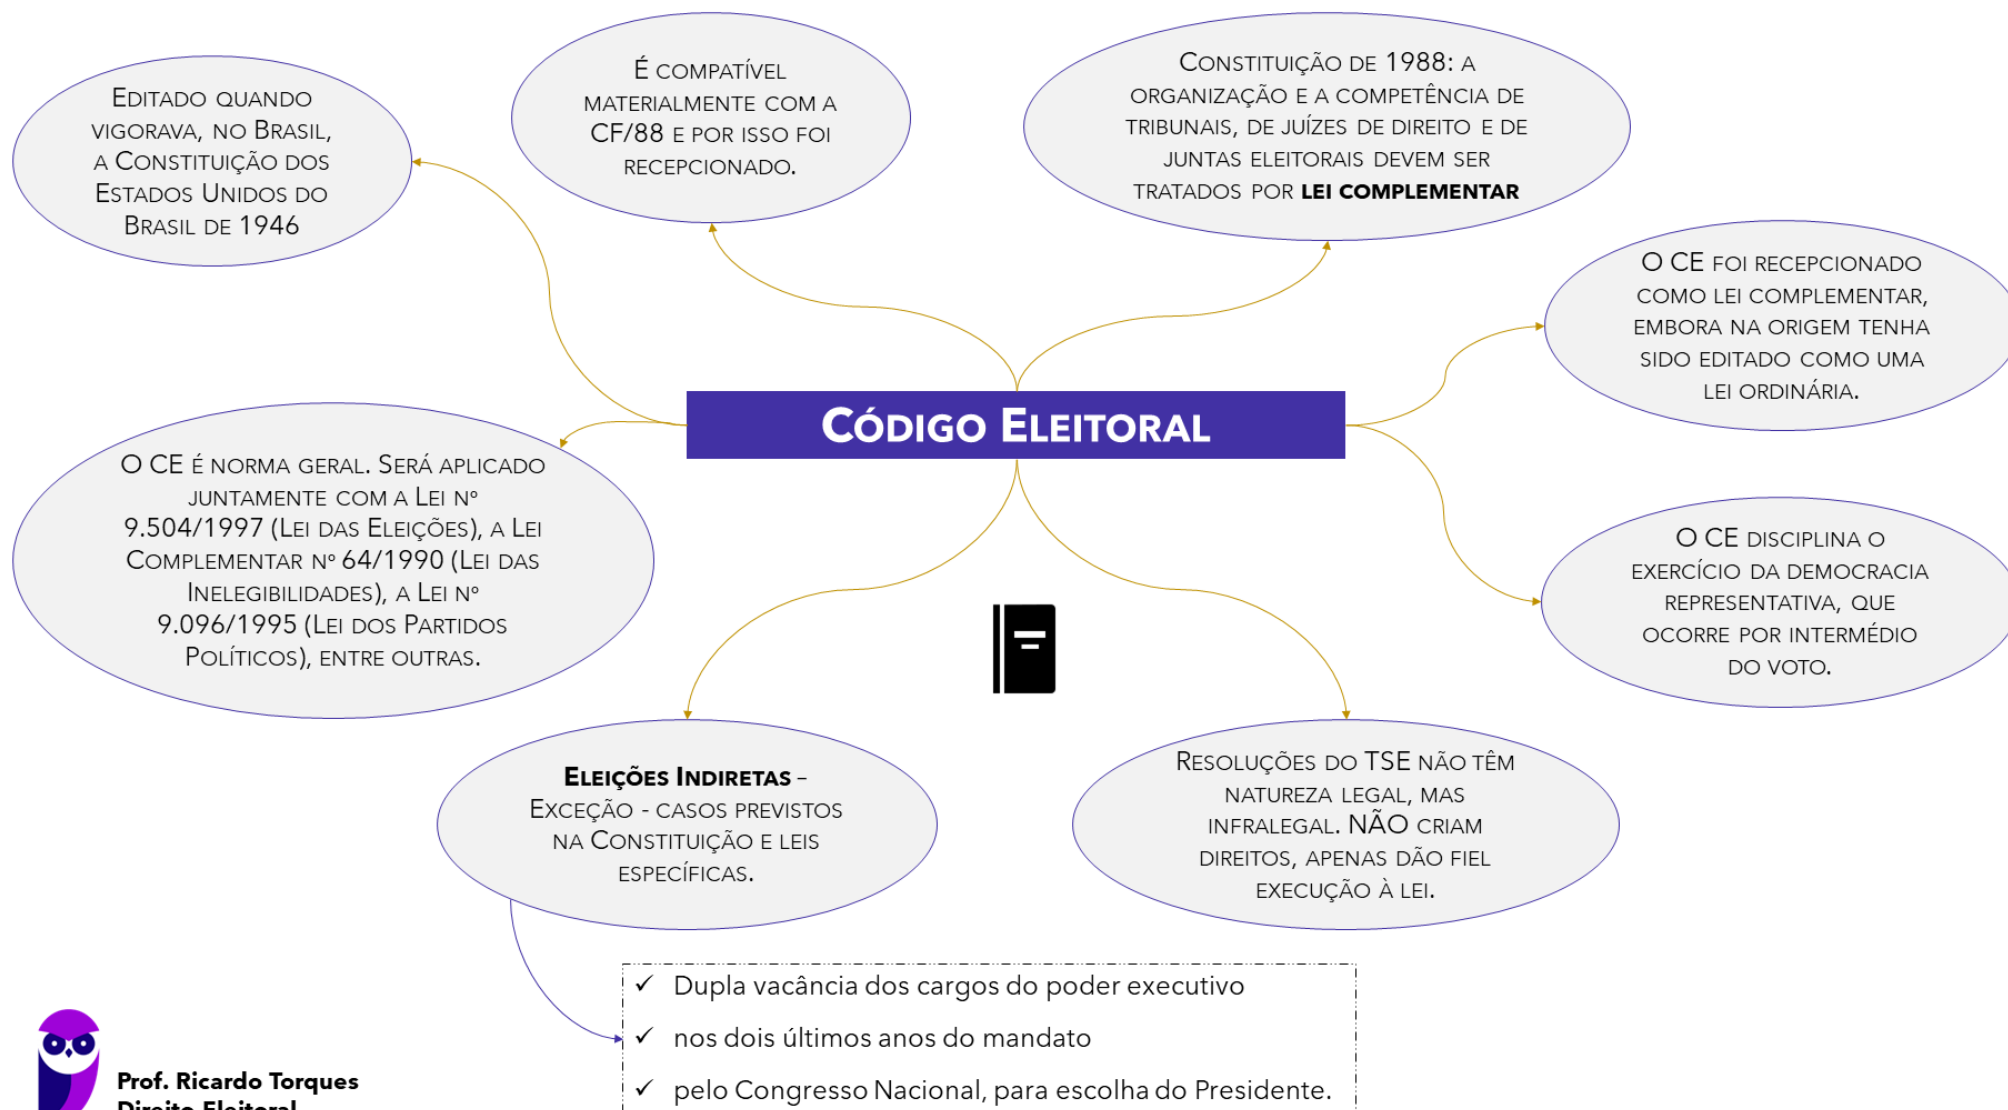 EDITADO QUANDO
VIGORAVA, NO BRASIL,
A CONSTITUIÇÃO DOS
ESTADOS UNIDOS DO
BRASIL DE 1946
É COMPATÍVEL
MATERIALMENTE COM A
CF/88 E POR ISSO FOI
RECEPCIONADO.
CONSTITUIÇÃO DE 1988: A
ORGANIZAÇÃO E A COMPETÊNCIA DE
TRIBUNAIS, DE JUÍZES DE DIREITO E DE
JUNTAS ELEITORAIS DEVEM SER
TRATADOS POR LEI COMPLEMENTAR
O CE FOI RECEPCIONADO
COMO LEI COMPLEMENTAR,
EMBORA NA ORIGEM TENHA
SIDO EDITADO COMO UMA
LEI ORDINÁRIA.
CÓDIGO ELEITORAL
O CE É NORMA GERAL. SERÁ APLICADO
JUNTAMENTE COM A LEI Nº
9.504/1997 (LEI DAS ELEIÇÕES), A LEI
COMPLEMENTAR Nº 64/1990 (LEI DAS
INELEGIBILIDADES), A LEI Nº
9.096/1995 (LEI DOS PARTIDOS
POLÍTICOS), ENTRE OUTRAS.
O CE DISCIPLINA O
EXERCÍCIO DA DEMOCRACIA
REPRESENTATIVA, QUE
OCORRE POR INTERMÉDIO
DO VOTO.
ELEIÇÕES INDIRETAS –
EXCEÇÃO - CASOS PREVISTOS
NA CONSTITUIÇÃO E LEIS
ESPECÍFICAS.
RESOLUÇÕES DO TSE NÃO TÊM
NATUREZA LEGAL, MAS
INFRALEGAL. NÃO CRIAM
DIREITOS, APENAS DÃO FIEL
EXECUÇÃO À LEI.
✓ Dupla vacância dos cargos do poder executivo
✓ nos dois últimos anos do mandato
✓ pelo Congresso Nacional, para escolha do Presidente.
Prof. Ricardo Torques
Direito Eleitoral